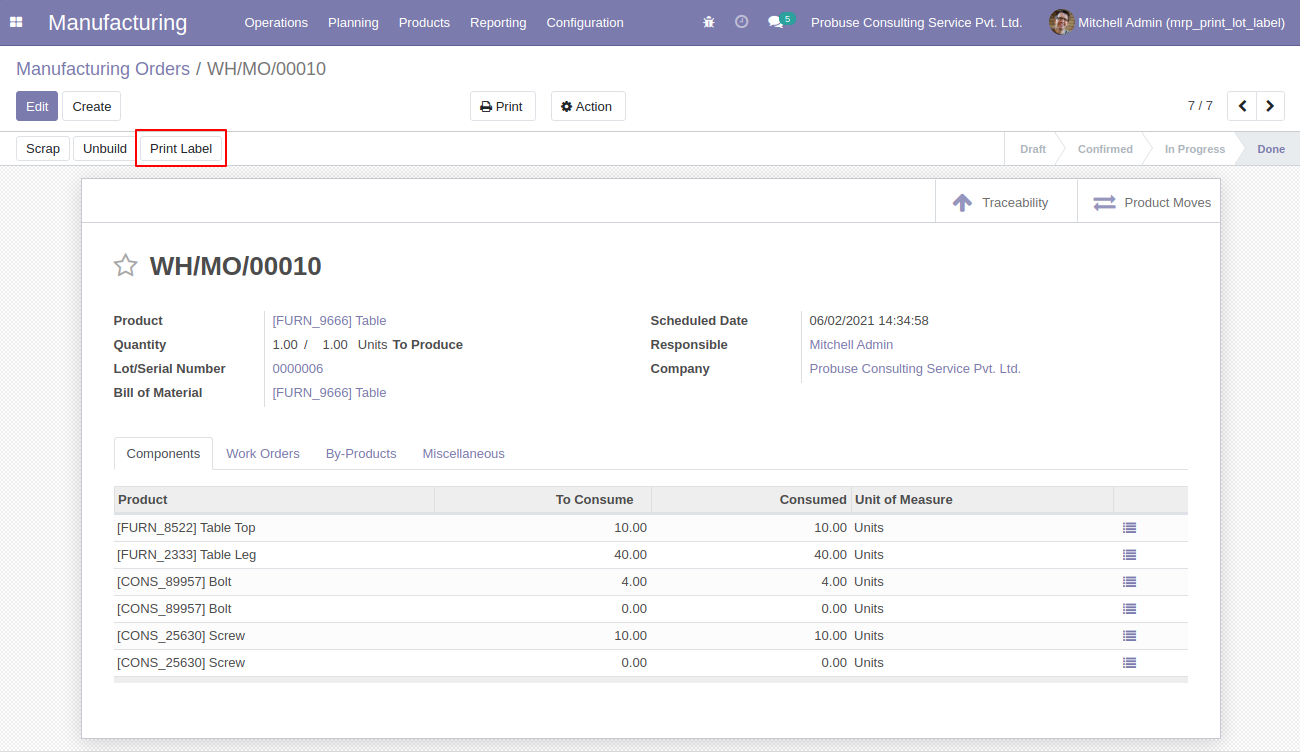 Manufacturing Operations Planning Products Reporting Configuration 5 Probuse Consulting Service Pvt. Ltd. Mitchell Admin (mrp_print_lot_label)
Manufacturing Orders / WH/MO/00010
Edit Create Print Action 7 / 7
Scrap Unbuild Print Label Draft Confirmed In Progress Done
Traceability Product Moves
WH/MO/00010
Product [FURN_9666] Table Scheduled Date 06/02/2021 14:34:58
Quantity 1.00 / 1.00 Units To Produce Responsible Mitchell Admin
Lot/Serial Number 0000006 Company Probuse Consulting Service Pvt. Ltd.
Bill of Material [FURN_9666] Table
Components Work Orders By-Products Miscellaneous
Product To Consume Consumed Unit of Measure
[FURN_8522] Table Top 10.00 10.00 Units
[FURN_2333] Table Leg 40.00 40.00 Units
[CONS_89957] Bolt 4.00 4.00 Units
[CONS_89957] Bolt 0.00 0.00 Units
[CONS_25630] Screw 10.00 10.00 Units
[CONS_25630] Screw 0.00 0.00 Units